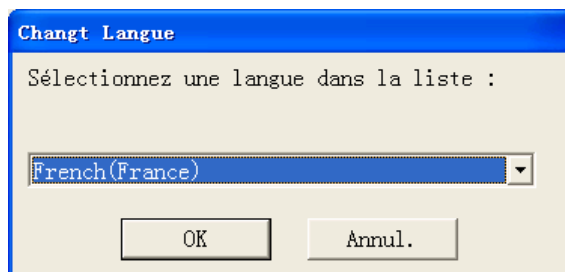 Changt Langue
Sélectionnez une langue dans la liste :
French(France)
OK
Annul.